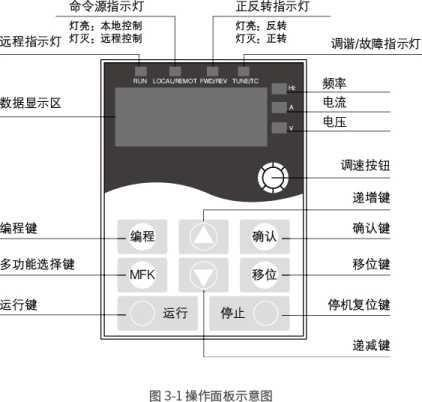 命令源指示灯
正反转指示灯
灯亮：本地控制
灯灭：远程控制
灯亮：反转
灯灭：正转
远程指示灯
调谐/故障指示灯
RUN LOCAL/REMOT FWD/REV TUNE/TC
Hz
频率
数据显示区
A
电流
V
电压
调速按钮
递增键
编程键
编程
确认
确认键
多功能选择键
MFK
移位
移位键
运行键
运行
停止
停机复位键
递减键
图 3-1 操作面板示意图